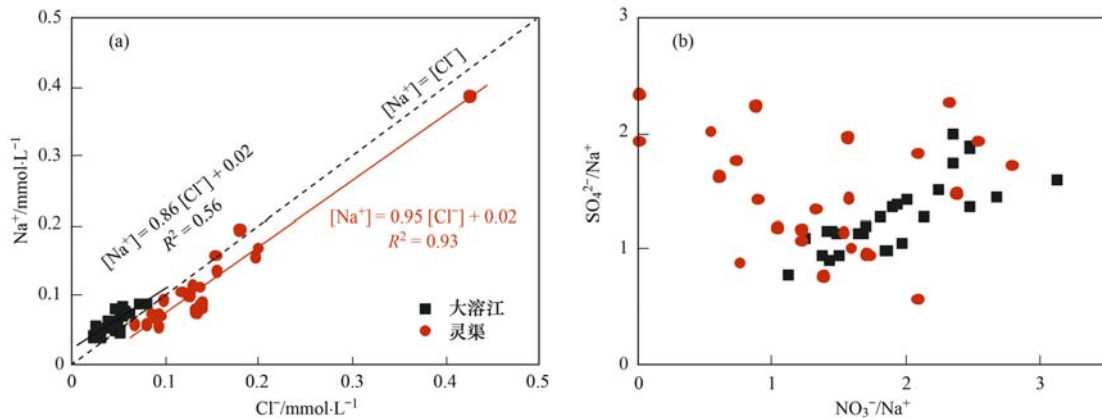 (a)
0.5
0.4
0.3
0.2
0.1
0
Na⁺/mmol·L⁻¹
[Na⁺] = [Cl⁻]
[Na⁺] = 0.86 [Cl⁻] + 0.02
R² = 0.56
[Na⁺] = 0.95 [Cl⁻] + 0.02
R² = 0.93
大溶江
灵渠
0
0.1
0.2
0.3
0.4
0.5
Cl⁻/mmol·L⁻¹
(b)
3
2
1
0
SO₄²⁻/Na⁺
0
1
2
3
NO₃⁻/Na⁺